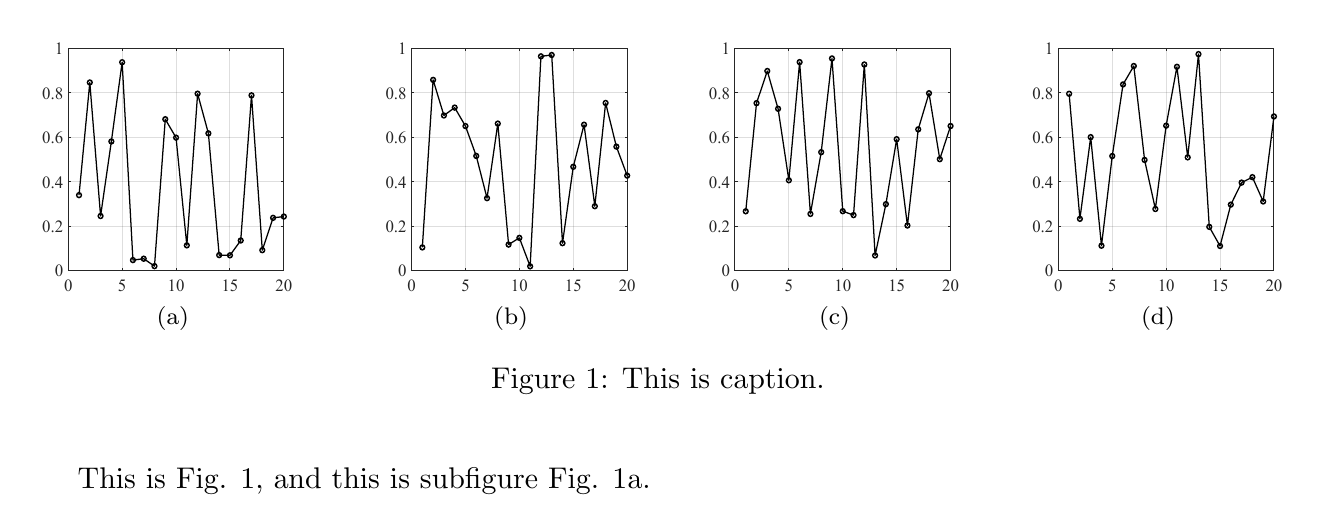 1 1 1 1
0.8 0.8 0.8 0.8
0.6 0.6 0.6 0.6
0.4 0.4 0.4 0.4
0.2 0.2 0.2 0.2
0 0 0 0
0 5 10 15 20 0 5 10 15 20 0 5 10 15 20 0 5 10 15 20
(a) (b) (c) (d)
Figure 1: This is caption.
This is Fig. 1, and this is subfigure Fig. 1a.